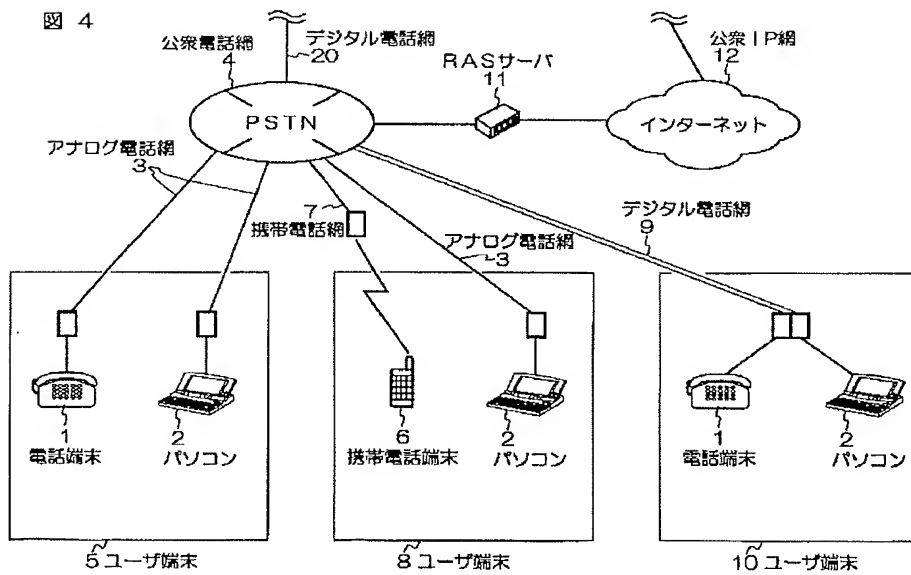 図 4
公衆電話網
4
デジタル電話網
20
RASサーバ
11
公衆IP網
12
PSTN
インターネット
アナログ電話網
3
7
携帯電話網
アナログ電話網
3
デジタル電話網
9
1
電話端末
2
パソコン
6
携帯電話端末
2
パソコン
1
電話端末
2
パソコン
5 ユーザ端末
8 ユーザ端末
10 ユーザ端末